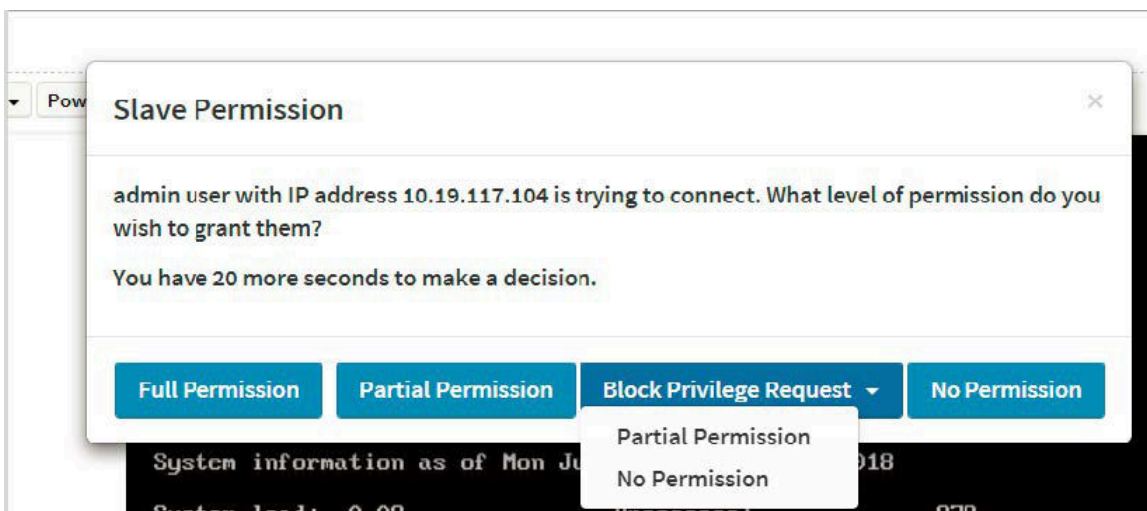 Pow
Slave Permission
×
admin user with IP address 10.19.117.104 is trying to connect. What level of permission do you
wish to grant them?
You have 20 more seconds to make a decision.
Full Permission Partial Permission Block Privilege Request No Permission
Partial Permission
No Permission
System information as of Mon Ju 018